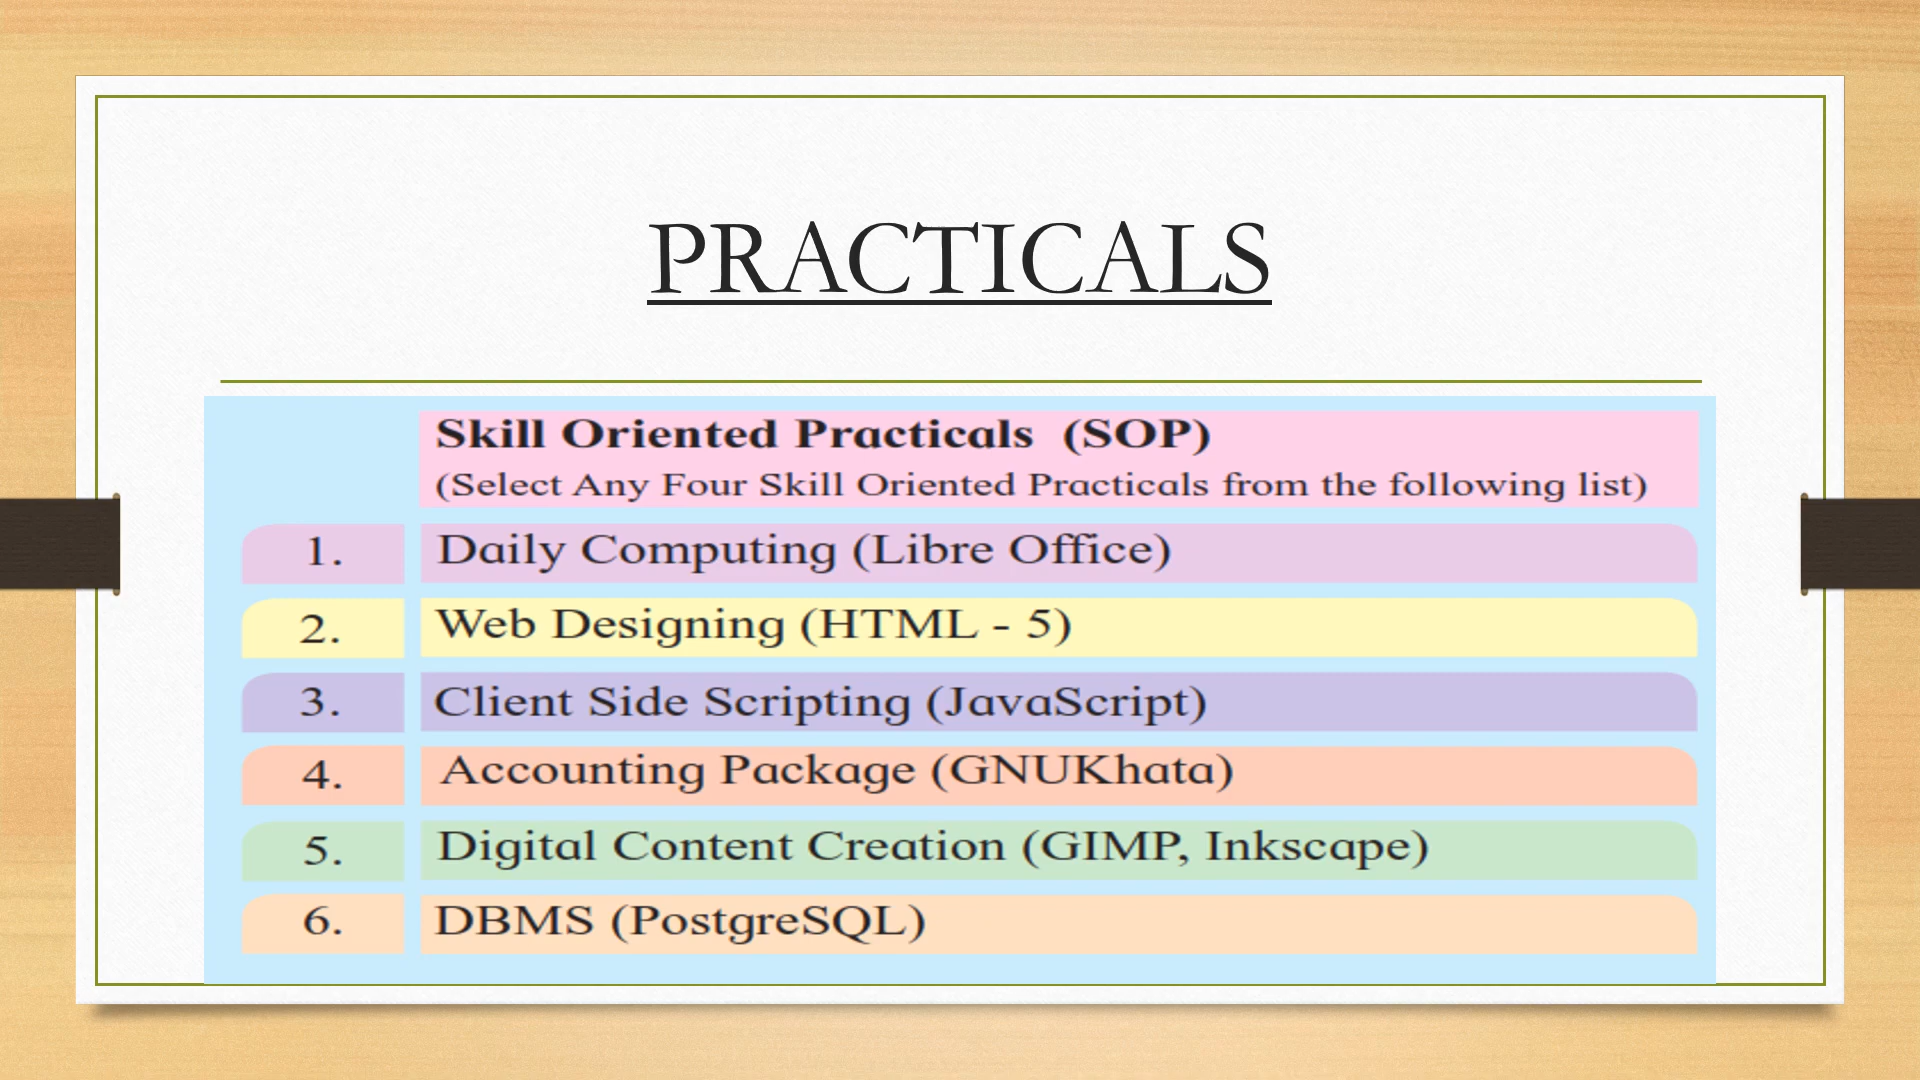 PRACTICALS
Skill Oriented Practicals (SOP)
(Select Any Four Skill Oriented Practicals from the following list)
1. Daily Computing (Libre Office)
2. Web Designing (HTML - 5)
3. Client Side Scripting (JavaScript)
4. Accounting Package (GNUKhata)
5. Digital Content Creation (GIMP, Inkscape)
6. DBMS (PostgreSQL)